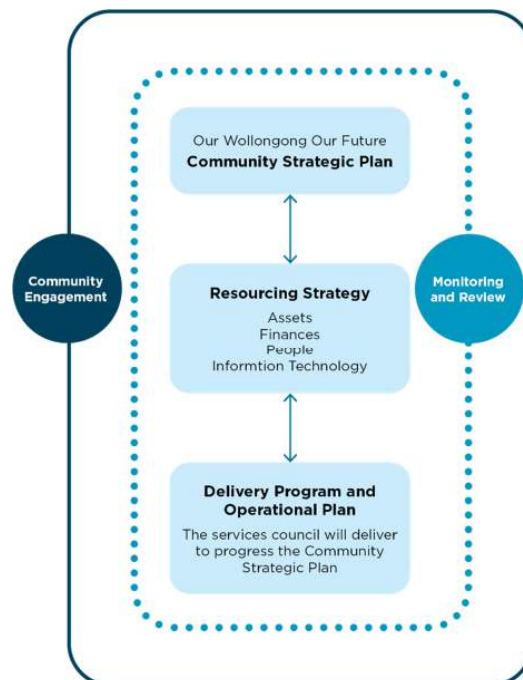 Our Wollongong Our Future
Community Strategic Plan
Community
Engagement
Resourcing Strategy
Assets
Finances
People
Informtion Technology
Monitoring
and Review
Delivery Program and
Operational Plan
The services council will deliver
to progress the Community
Strategic Plan